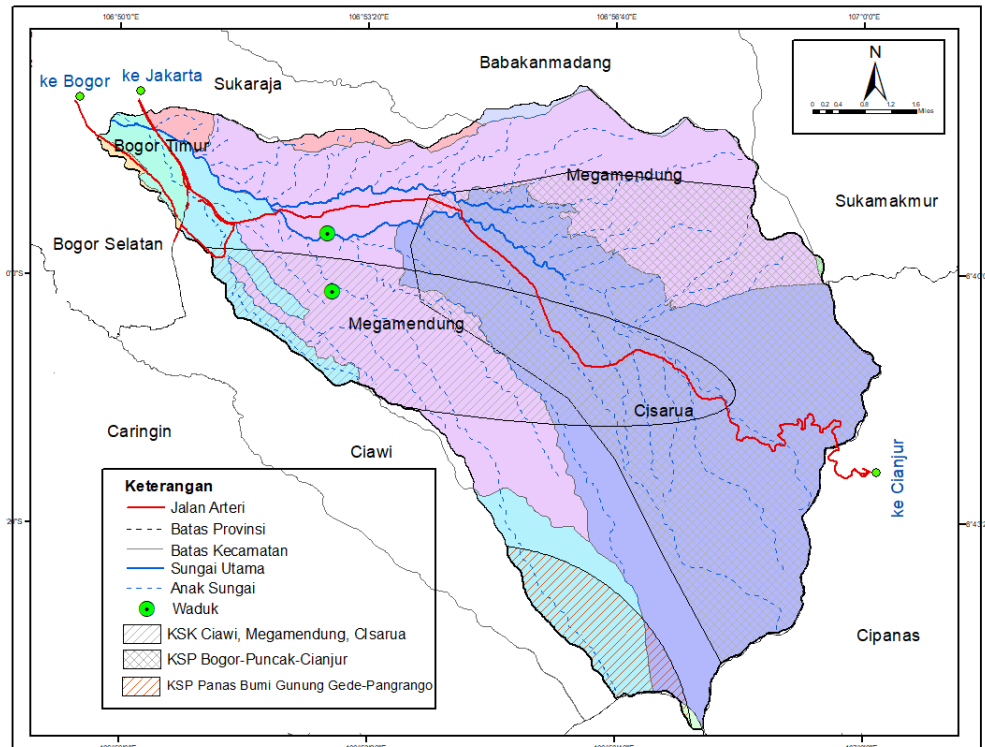 106°50'0"E 106°53'20"E 106°56'40"E 107°0'0"E
ke Bogor
ke Jakarta
Sukaraja
Babakanmadang
N
0 0.2 0.4 0.8 1.2 1.6
Miles
Bogor Timur
Megamendung
Sukamakmur
Bogor Selatan
Megamendung
Cisarua
Caringin
Ciawi
ke Cianjur
Cipanas
Keterangan
Jalan Arteri
Batas Provinsi
Batas Kecamatan
Sungai Utama
Anak Sungai
Waduk
KSK Ciawi, Megamendung, CIsarua
KSP Bogor-Puncak-Cianjur
KSP Panas Bumi Gunung Gede-Pangrango